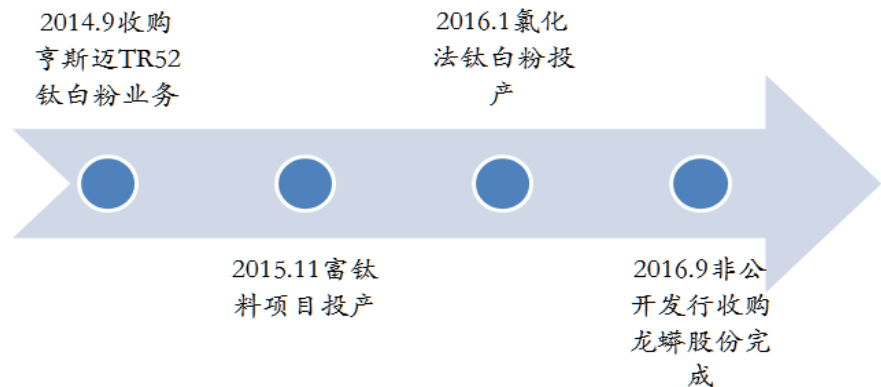 2014.9收购
亨斯迈TR52
钛白粉业务
2015.11富钛
料项目投产
2016.1氯化
法钛白粉投
产
2016.9非公
开发行收购
龙蟒股份完
成